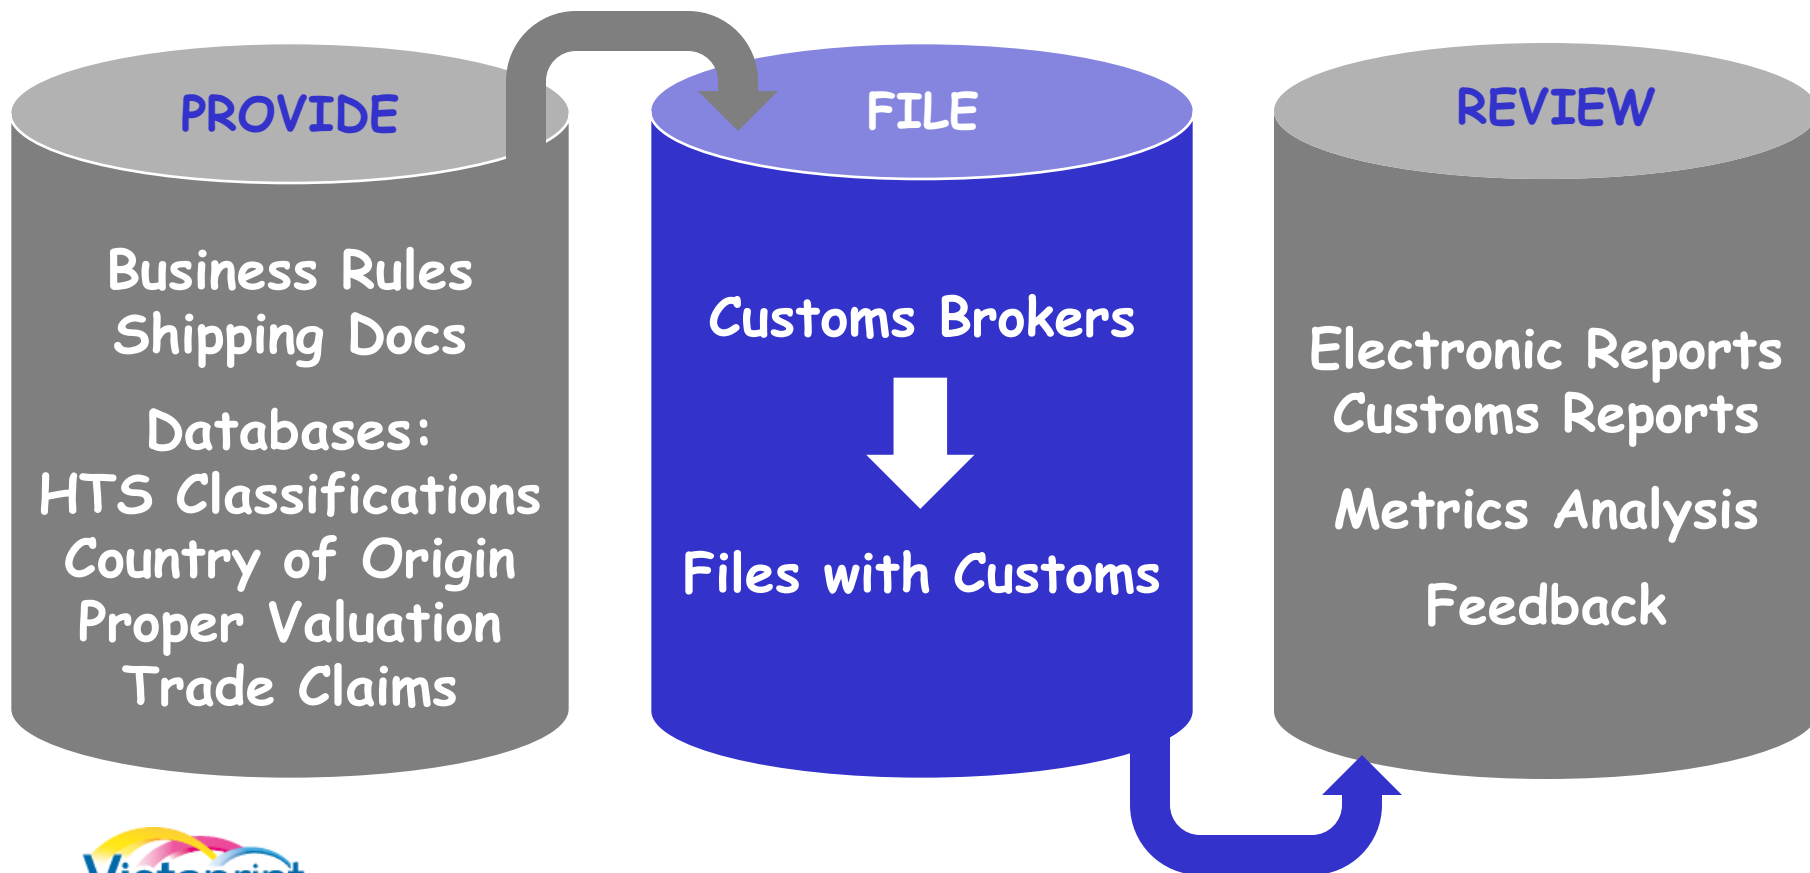 PROVIDE
Business Rules
Shipping Docs
Databases:
HTS Classifications
Country of Origin
Proper Valuation
Trade Claims
FILE
Customs Brokers
Files with Customs
REVIEW
Electronic Reports
Customs Reports
Metrics Analysis
Feedback
Vistaprint